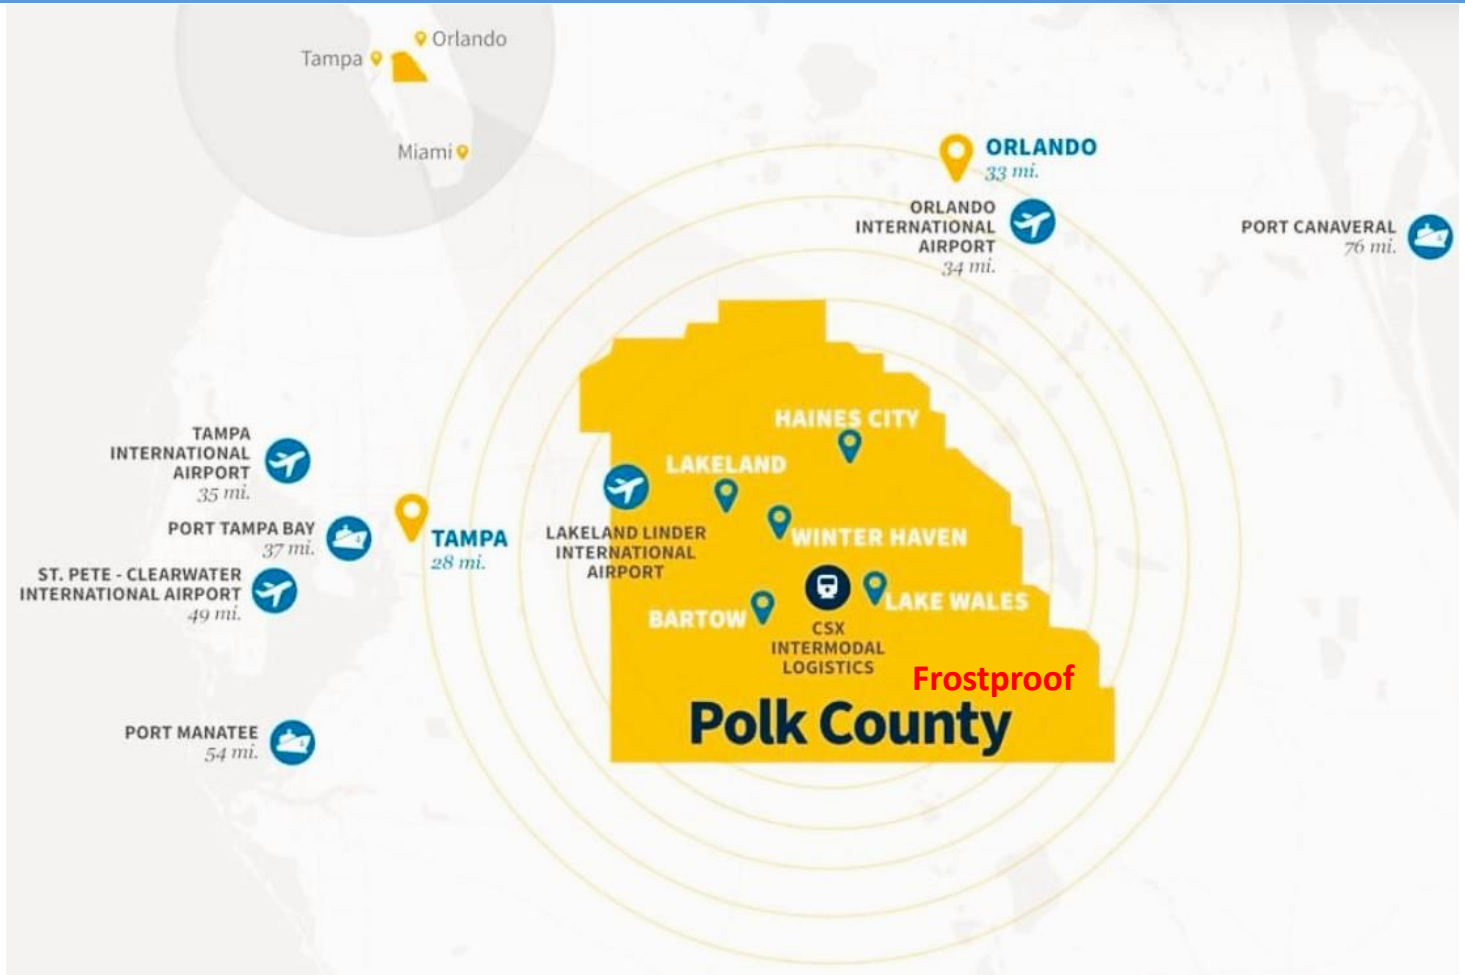 Orlando
Tampa
Miami
ORLANDO
33 mi.
ORLANDO
INTERNATIONAL
AIRPORT
34 mi.
PORT CANAVERAL
76 mi.
HAINES CITY
TAMPA
INTERNATIONAL
AIRPORT
35 mi.
LAKELAND
PORT TAMPA BAY
37 mi.
TAMPA
28 mi.
LAKELAND LINDER
INTERNATIONAL
AIRPORT
WINTER HAVEN
ST. PETE - CLEARWATER
INTERNATIONAL AIRPORT
49 mi.
BARTOW
LAKE WALES
CSX
INTERMODAL
LOGISTICS
Frostproof
Polk County
PORT MANATEE
54 mi.